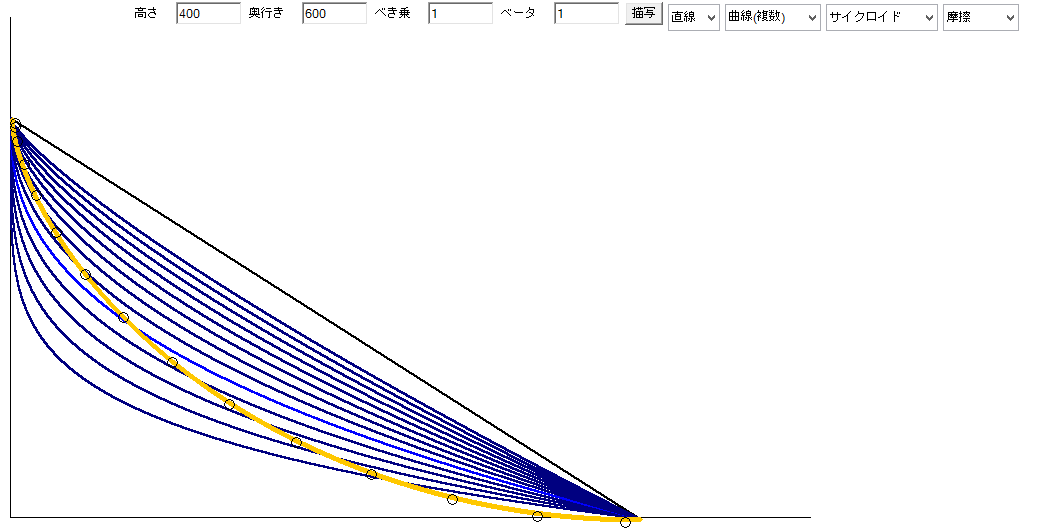 高さ 400 奥行き 600 べき乗 1 ベータ 1 描写 直線 曲線(複数) サイクロイド 摩擦